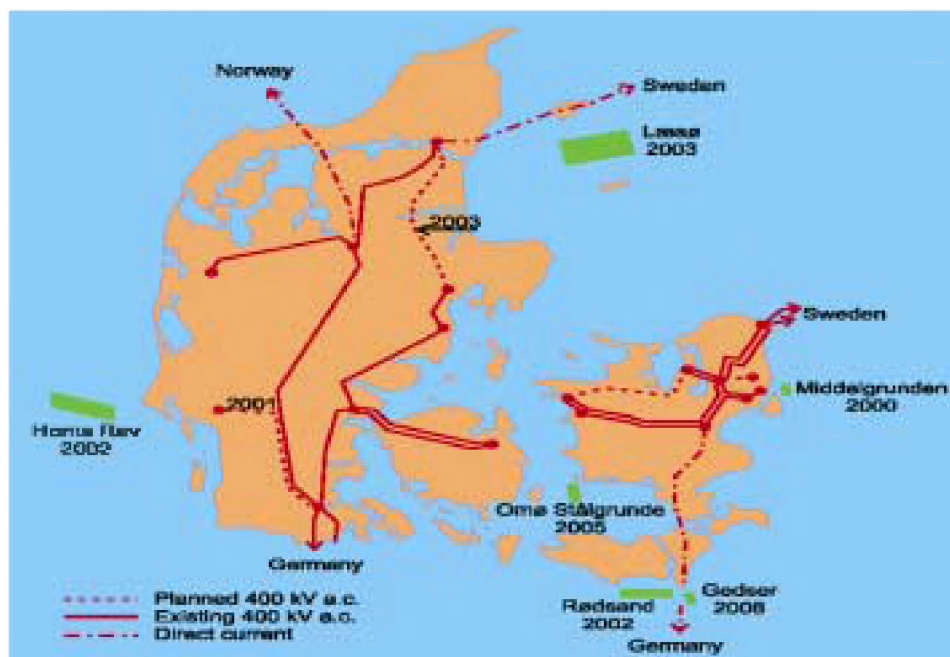 Norway
Sweden
Læsø
2003
2003
Sweden
Middelgrunden
2000
2001
Horns Rev
2002
Omø Stålgrunde
2005
Germany
Gedser
2008
Rødsand
2002
Germany
Planned 400 kV a.c.
Existing 400 kV a.c.
Direct current